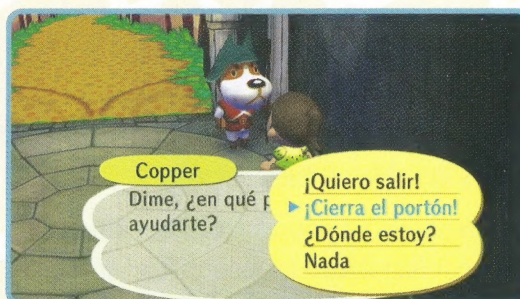 Copper
Dime, ¿en qué p
ayudarte?
¡Quiero salir!
¡Cierra el portón!
¿Dónde estoy?
Nada